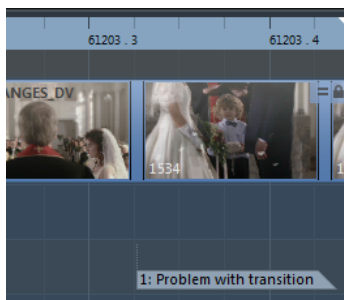 61203 . 3
61203 . 4
ANGES_DV
1534
1: Problem with transition